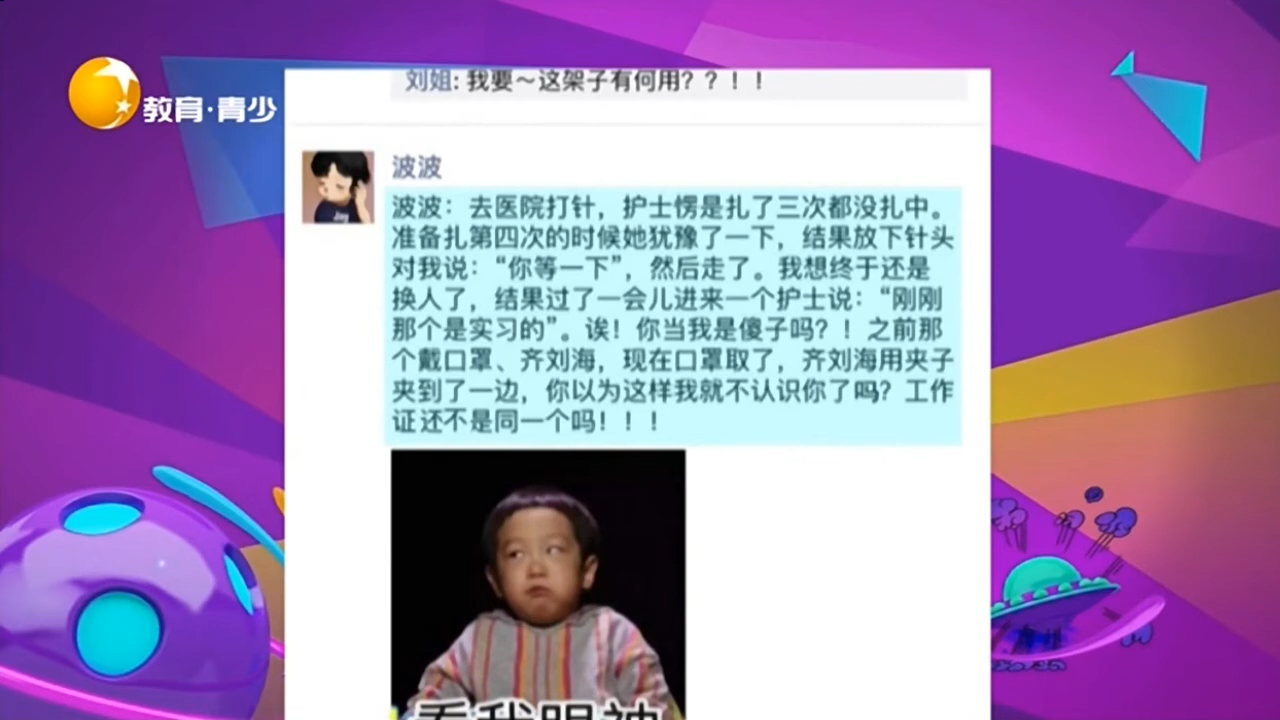 刘姐: 我要～这架子有何用？？！！
教育·青少
波波
波波：去医院打针，护士愣是扎了三次都没扎中。
准备扎第四次的时候她犹豫了一下，结果放下针头
对我说：“你等一下”，然后走了。我想终于还是
换人了，结果过了一会儿进来一个护士说：“刚刚
那个是实习的”。诶！你当我是傻子吗？！之前那
个戴口罩、齐刘海，现在口罩取了，齐刘海用夹子
夹到了一边，你以为这样我就不认识你了吗？工作
证还不是同一个吗！！！
看我眼神